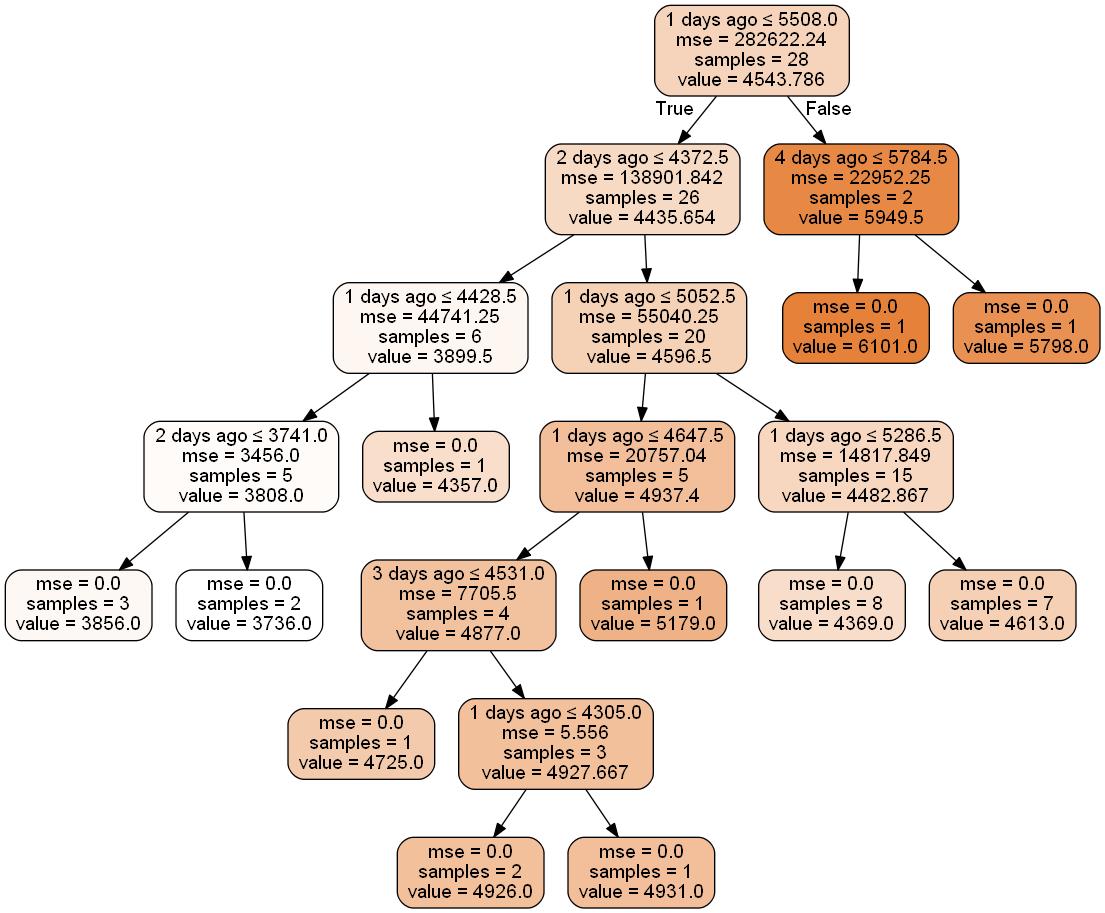 1 days ago ≤ 5508.0
mse = 282622.24
samples = 28
value = 4543.786
True
False
2 days ago ≤ 4372.5
mse = 138901.842
samples = 26
value = 4435.654
4 days ago ≤ 5784.5
mse = 22952.25
samples = 2
value = 5949.5
1 days ago ≤ 4428.5
mse = 44741.25
samples = 6
value = 3899.5
1 days ago ≤ 5052.5
mse = 55040.25
samples = 20
value = 4596.5
mse = 0.0
samples = 1
value = 6101.0
mse = 0.0
samples = 1
value = 5798.0
2 days ago ≤ 3741.0
mse = 3456.0
samples = 5
value = 3808.0
mse = 0.0
samples = 1
value = 4357.0
1 days ago ≤ 4647.5
mse = 20757.04
samples = 5
value = 4937.4
1 days ago ≤ 5286.5
mse = 14817.849
samples = 15
value = 4482.867
mse = 0.0
samples = 3
value = 3856.0
mse = 0.0
samples = 2
value = 3736.0
3 days ago ≤ 4531.0
mse = 7705.5
samples = 4
value = 4877.0
mse = 0.0
samples = 1
value = 5179.0
mse = 0.0
samples = 8
value = 4369.0
mse = 0.0
samples = 7
value = 4613.0
mse = 0.0
samples = 1
value = 4725.0
1 days ago ≤ 4305.0
mse = 5.556
samples = 3
value = 4927.667
mse = 0.0
samples = 2
value = 4926.0
mse = 0.0
samples = 1
value = 4931.0